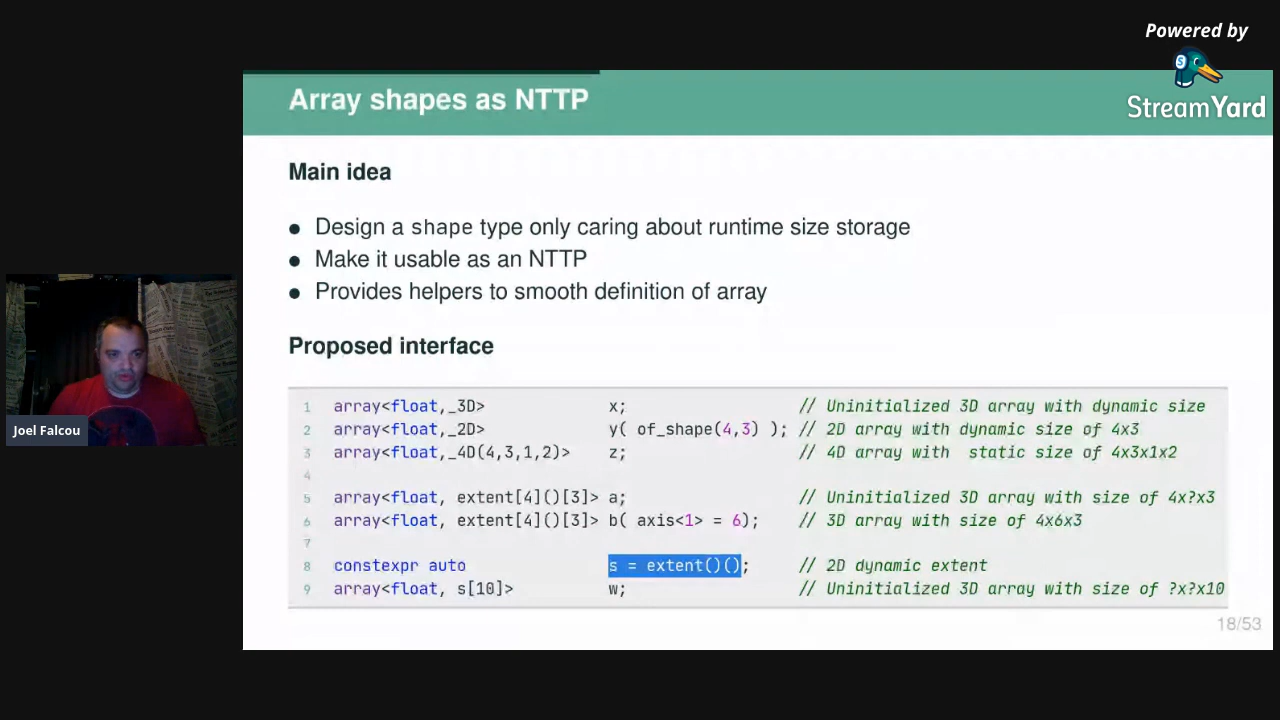 Powered by
StreamYard
Array shapes as NTTP
Main idea
● Design a shape type only caring about runtime size storage
● Make it usable as an NTTP
● Provides helpers to smooth definition of array
Proposed interface
1 array<float,_3D> x; // Uninitialized 3D array with dynamic size
2 array<float,_2D> y( of_shape(4,3) ); // 2D array with dynamic size of 4x3
3 array<float,_4D(4,3,1,2)> z; // 4D array with  static size of 4x3x1x2
4
5 array<float, extent[4]()[3]> a; // Uninitialized 3D array with size of 4x?x3
6 array<float, extent[4]()[3]> b( axis<1> = 6); // 3D array with size of 4x6x3
7
8 constexpr auto s = extent()(); // 2D dynamic extent
9 array<float, s[10]> w; // Uninitialized 3D array with size of ?x?x10
18/53
Joel Falcou